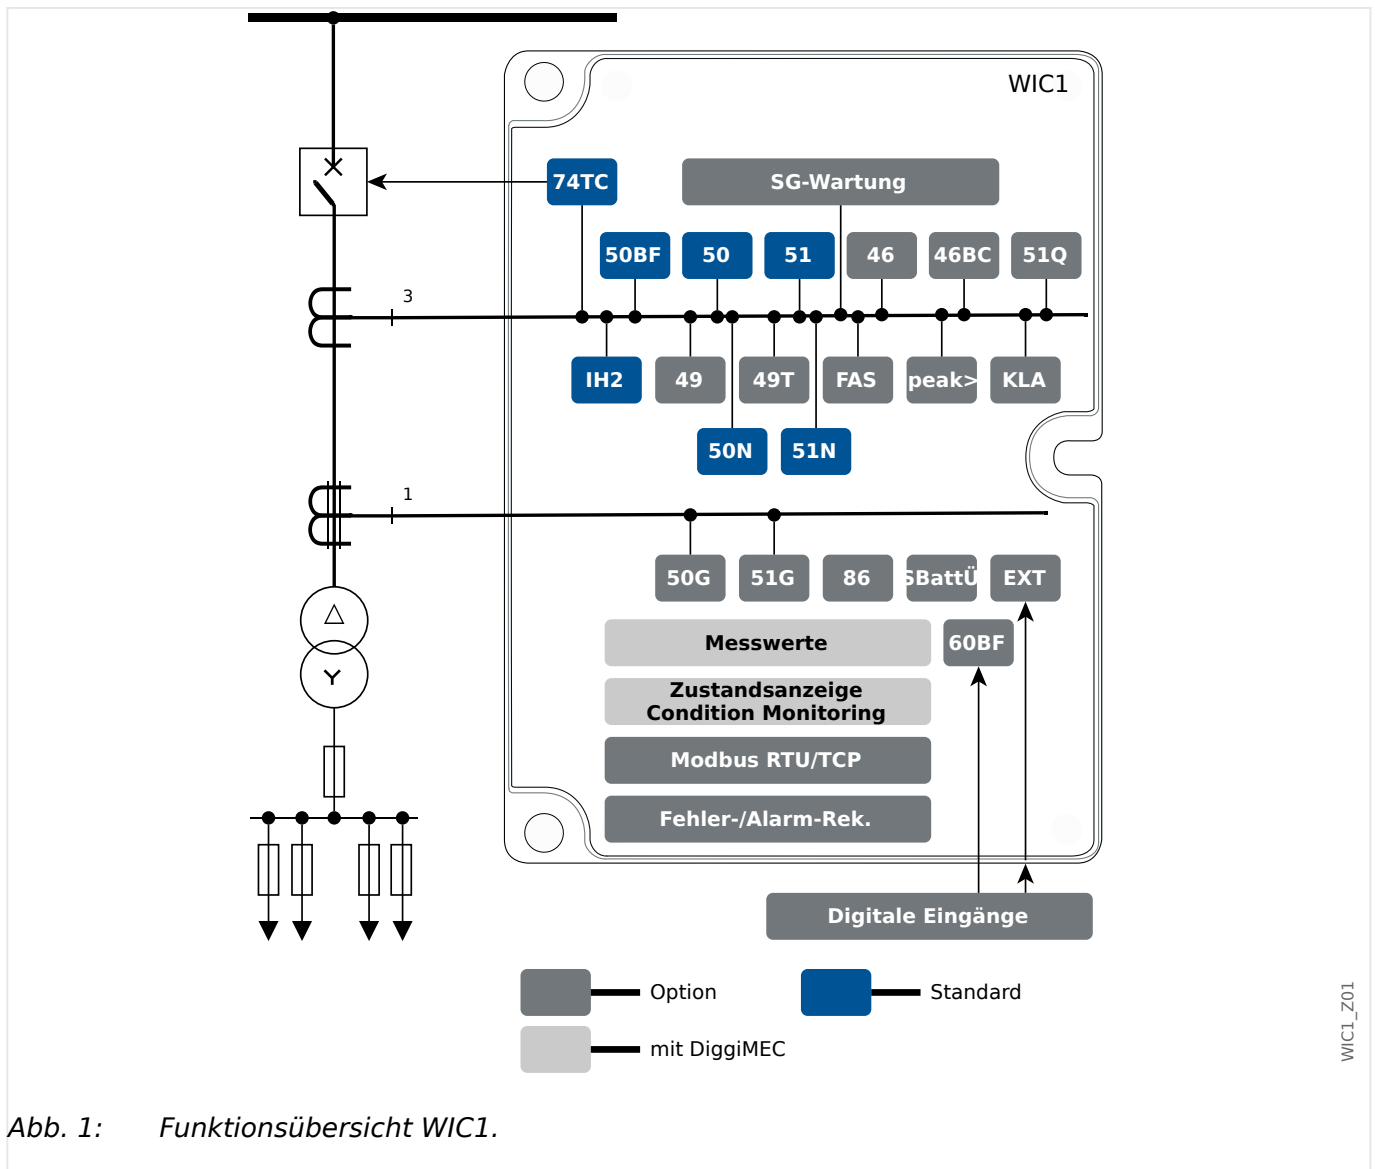 WIC1
74TC
SG-Wartung
50BF
50
51
46
46BC
51Q
3
IH2
49
49T
FAS
peak>
KLA
50N
51N
1
50G
51G
86
SBattÜ
EXT
Messwerte
60BF
Zustandsanzeige
Condition Monitoring
Modbus RTU/TCP
Fehler-/Alarm-Rek.
Digitale Eingänge
Option
Standard
mit DiggiMEC
WIC1_Z01
Abb. 1: Funktionsübersicht WIC1.